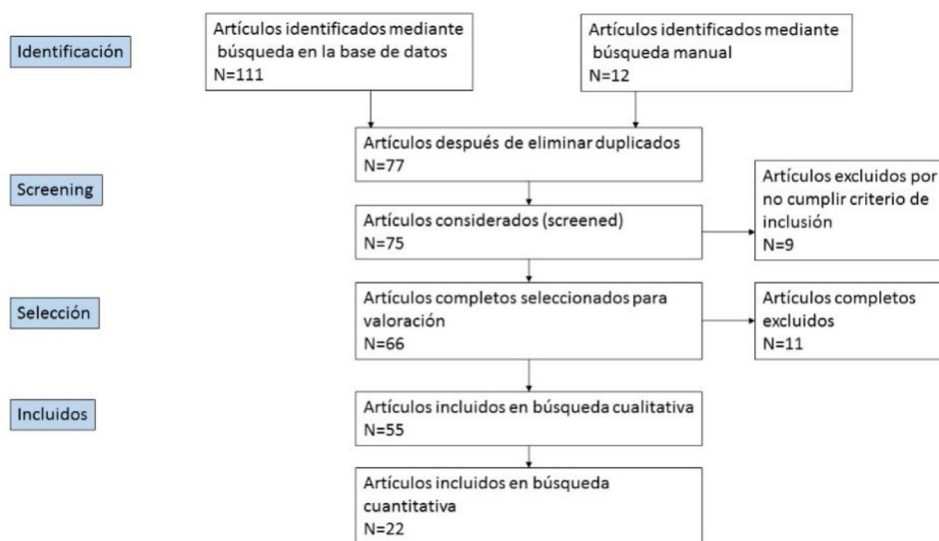 Identificación
Artículos identificados mediante
búsqueda en la base de datos
N=111
Artículos identificados mediante
búsqueda manual
N=12
Artículos después de eliminar duplicados
N=77
Screening
Artículos considerados (screened)
N=75
Artículos excluidos por
no cumplir criterio de
inclusión
N=9
Selección
Artículos completos seleccionados para
valoración
N=66
Artículos completos
excluidos
N=11
Incluidos
Artículos incluidos en búsqueda cualitativa
N=55
Artículos incluidos en búsqueda
cuantitativa
N=22